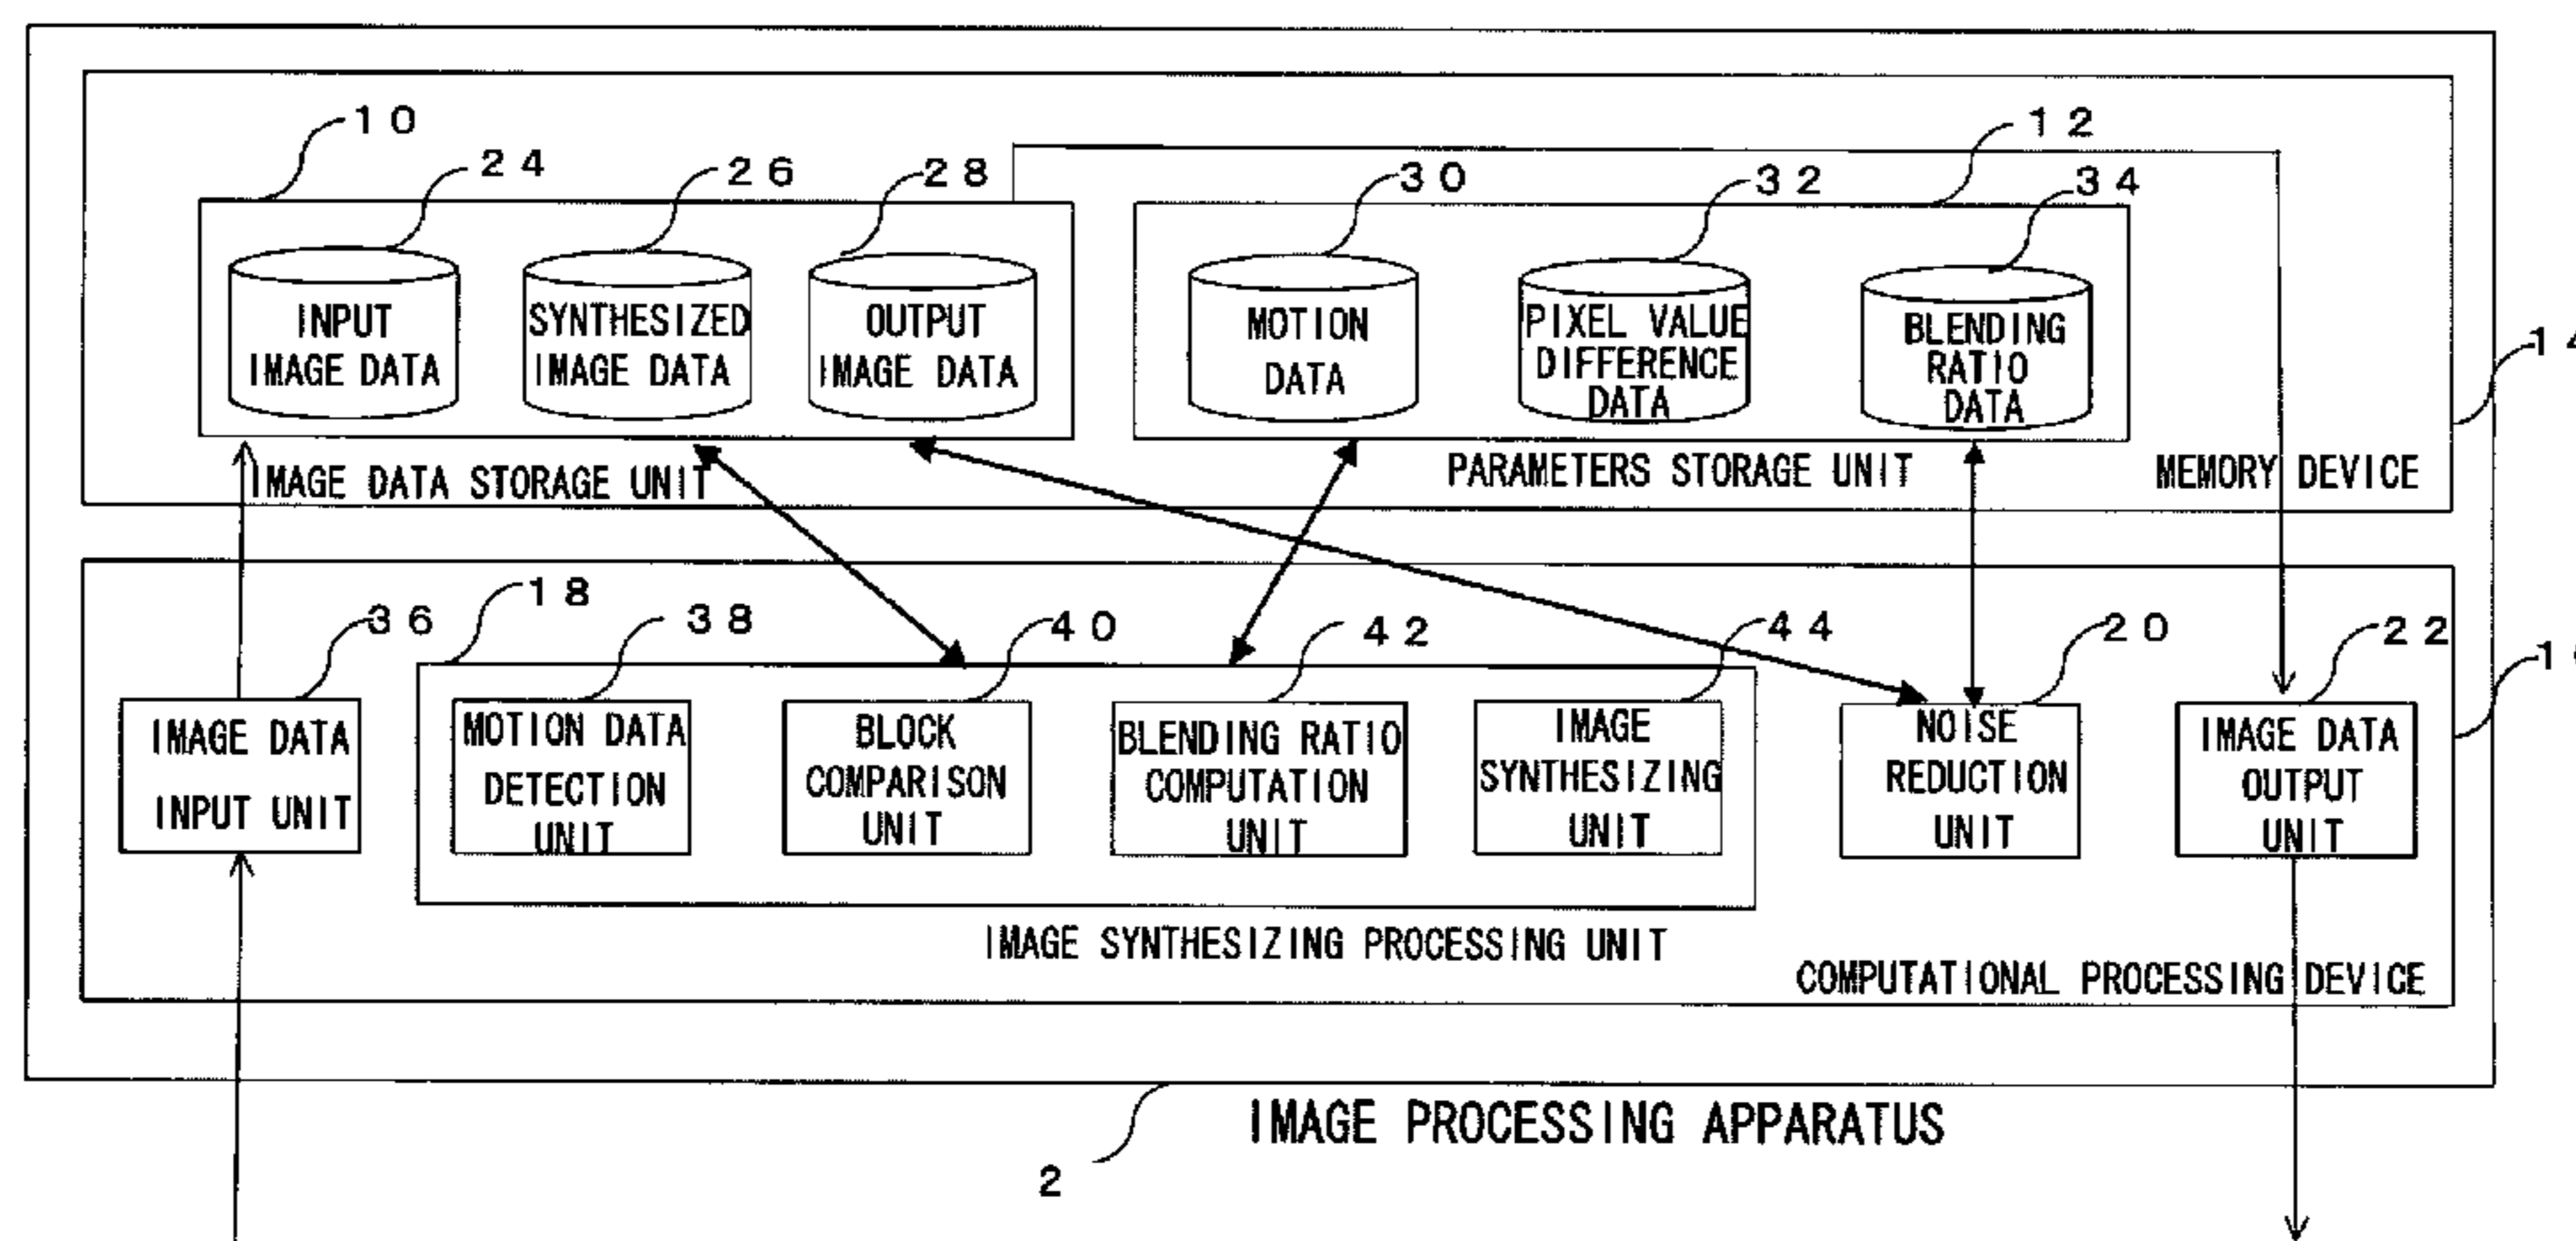 10
12
24
26
28
30
32
34
INPUT
IMAGE DATA
SYNTHESIZED
IMAGE DATA
OUTPUT
IMAGE DATA
MOTION
DATA
PIXEL VALUE
DIFFERENCE
DATA
BLENDING
RATIO
DATA
14
IMAGE DATA STORAGE UNIT
PARAMETERS STORAGE UNIT
MEMORY DEVICE
18
36
38
40
42
44
20
22
IMAGE DATA
INPUT UNIT
MOTION DATA
DETECTION
UNIT
BLOCK
COMPARISON
UNIT
BLENDING RATIO
COMPUTATION
UNIT
IMAGE
SYNTHESIZING
UNIT
NOISE
REDUCTION
UNIT
IMAGE DATA
OUTPUT
UNIT
IMAGE SYNTHESIZING PROCESSING UNIT
COMPUTATIONAL PROCESSING DEVICE
IMAGE PROCESSING APPARATUS
2